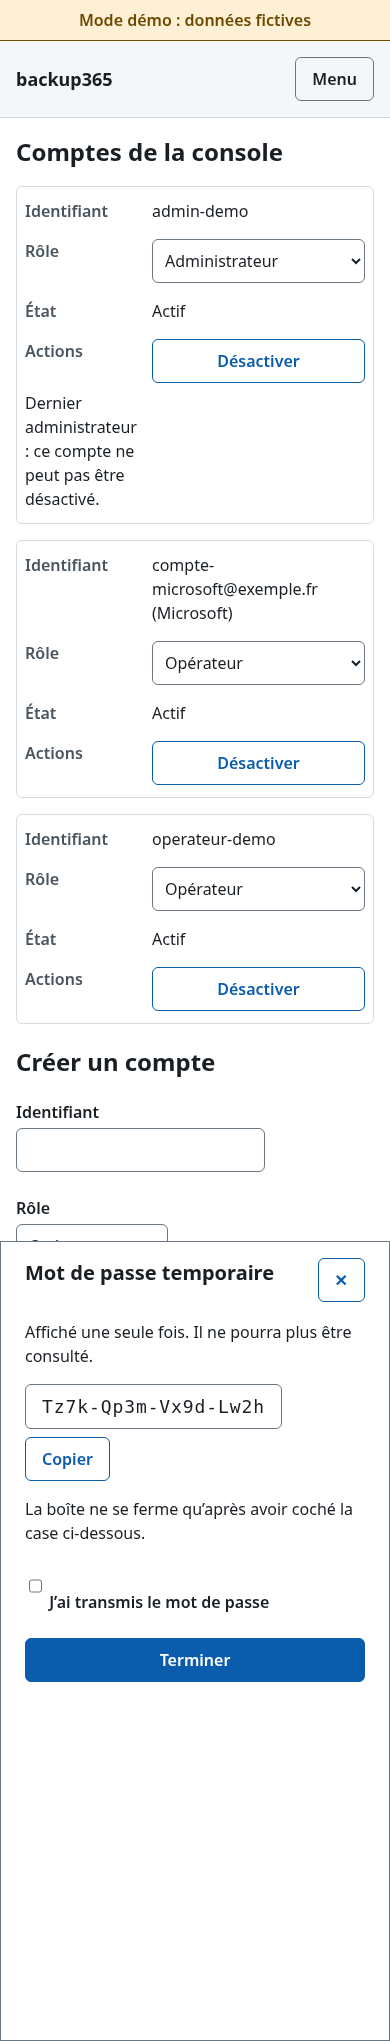 Mode démo : données fictives
backup365
Menu
Comptes de la console
Identifiant
admin-demo
Rôle
Administrateur
État
Actif
Actions
Désactiver
Dernier
administrateur
: ce compte ne
peut pas être
désactivé.
Identifiant
compte-
microsoft@exemple.fr
(Microsoft)
Rôle
Opérateur
État
Actif
Actions
Désactiver
Identifiant
operateur-demo
Rôle
Opérateur
État
Actif
Actions
Désactiver
Créer un compte
Identifiant
Rôle
Mot de passe temporaire
×
Affiché une seule fois. Il ne pourra plus être
consulté.
Tz7k-Qp3m-Vx9d-Lw2h
Copier
La boîte ne se ferme qu’après avoir coché la
case ci-dessous.
J’ai transmis le mot de passe
Terminer